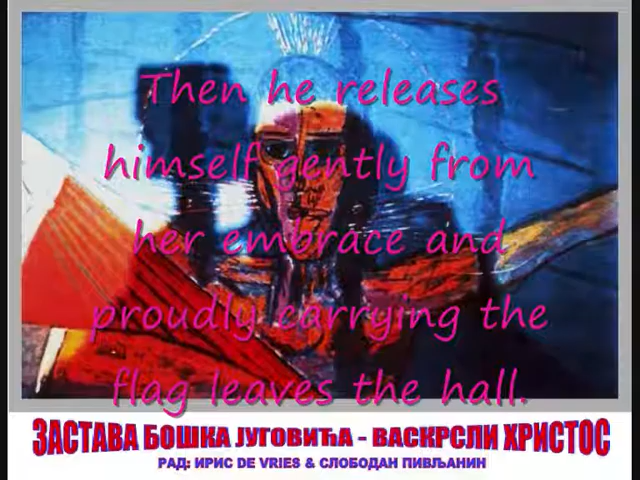 Then he releases
himself gently from
her embrace and
proudly carrying the
flag leaves the hall.
ЗАСТАВА БОШКА ЈУГОВИЋА - ВАСКРСЛИ ХРИСТОС
РАД: ИРИС DE VRIES & СЛОБОДАН ПИВЉАНИН